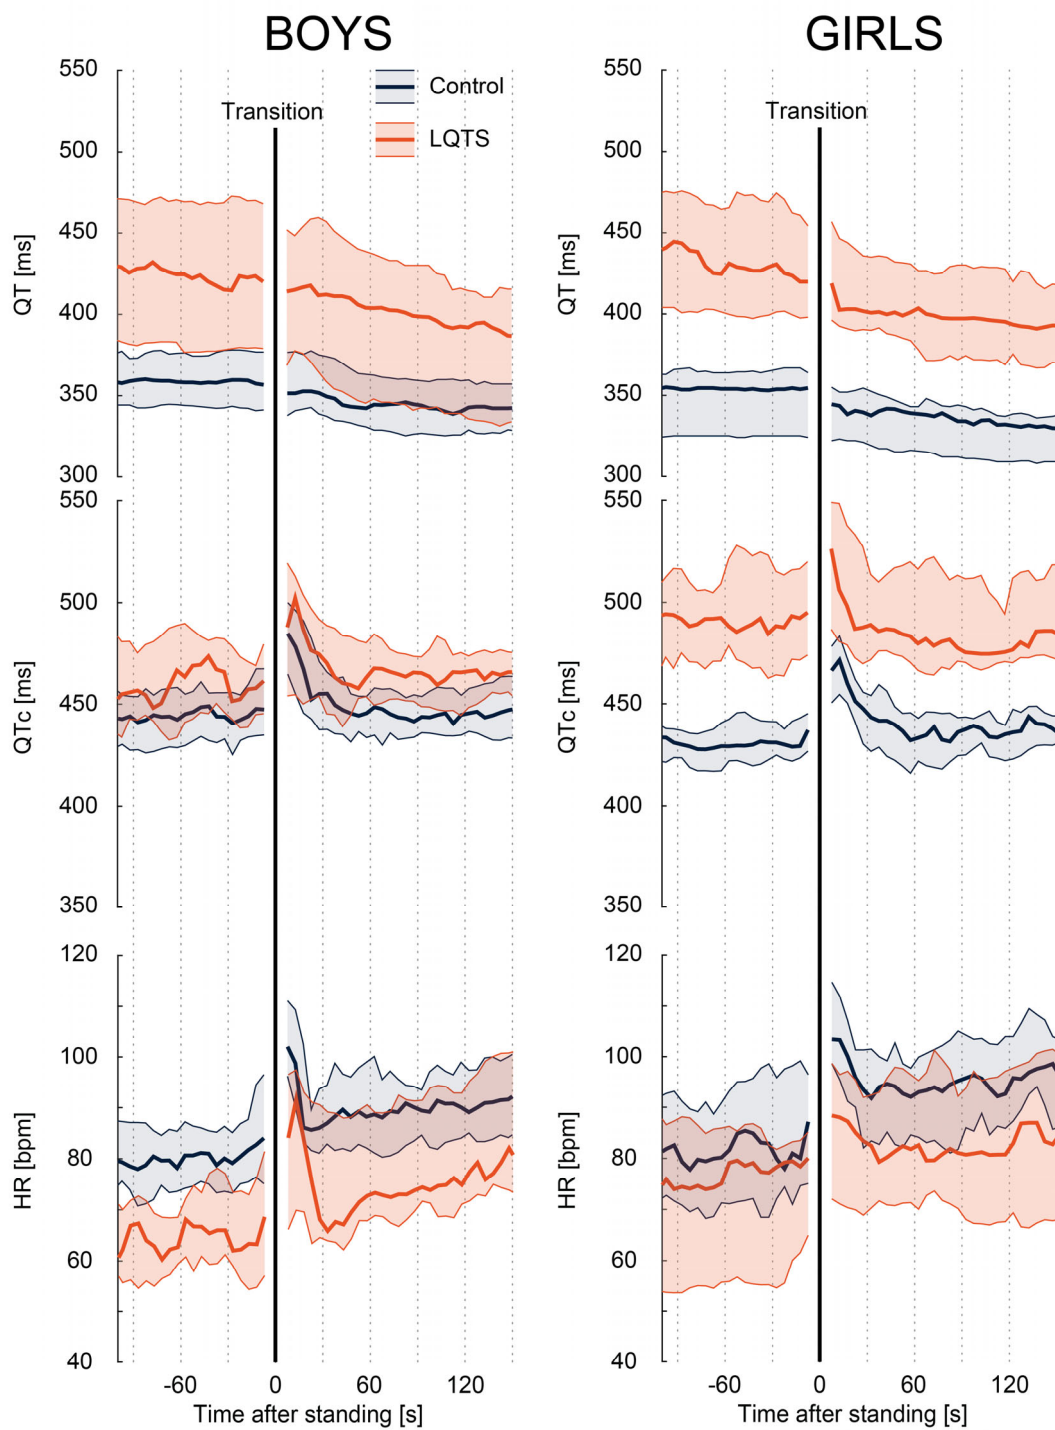 BOYS
GIRLS
550
500
450
400
350
300
QT [ms]
Transition
Control
LQTS
550
500
450
400
350
300
QT [ms]
Transition
550
500
450
400
350
QTc [ms]
550
500
450
400
350
QTc [ms]
120
100
80
60
40
HR [bpm]
-60 0 60 120
Time after standing [s]
120
100
80
60
40
HR [bpm]
-60 0 60 120
Time after standing [s]